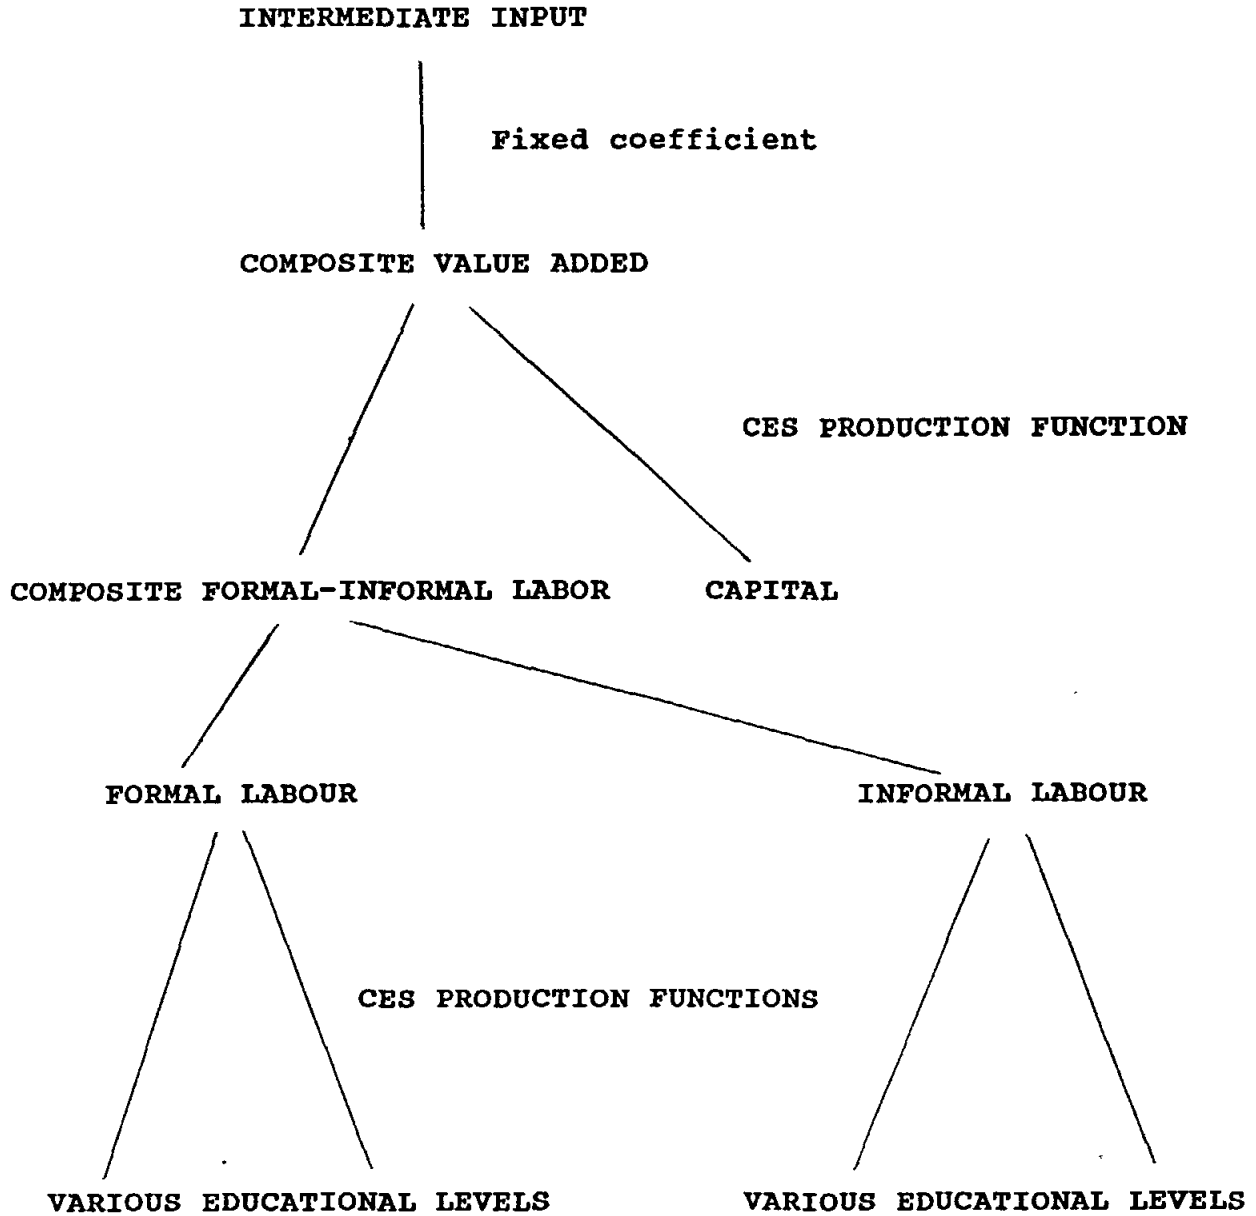 INTERMEDIATE INPUT
Fixed coefficient
COMPOSITE VALUE ADDED
CES PRODUCTION FUNCTION
COMPOSITE FORMAL-INFORMAL LABOR
CAPITAL
FORMAL LABOUR
INFORMAL LABOUR
CES PRODUCTION FUNCTIONS
VARIOUS EDUCATIONAL LEVELS
VARIOUS EDUCATIONAL LEVELS